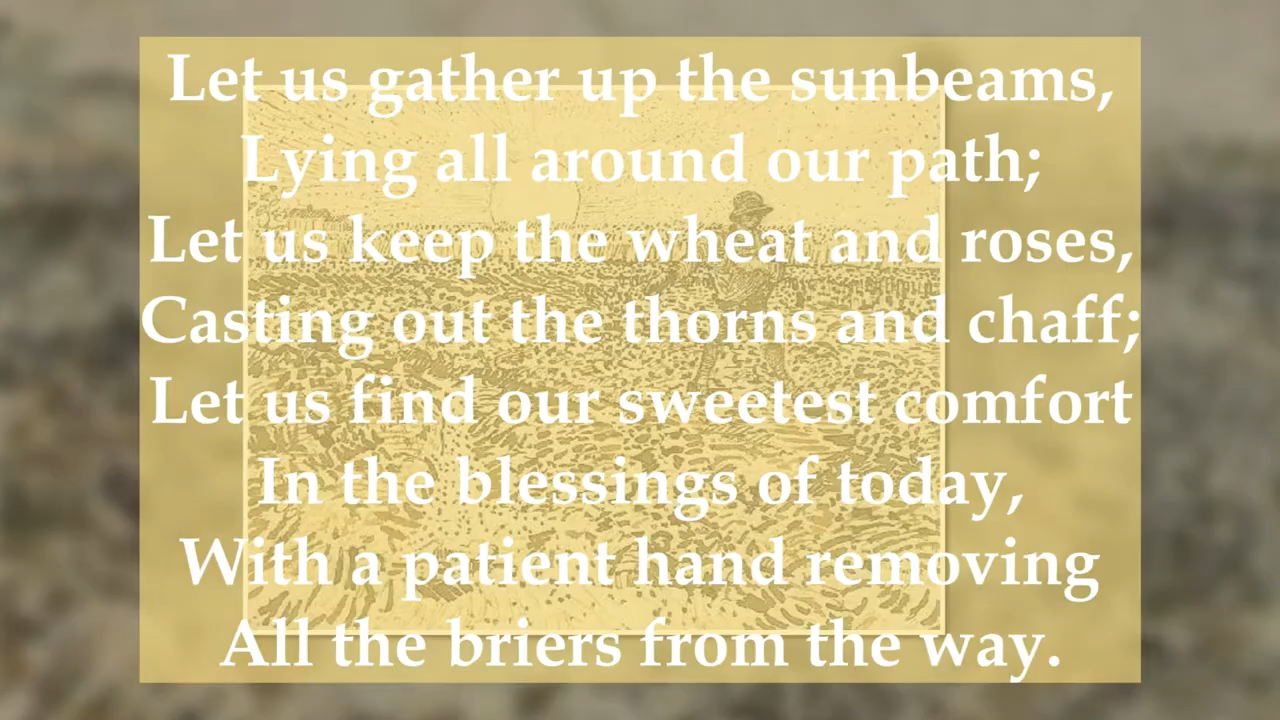 Let us gather up the sunbeams,
Lying all around our path;
Let us keep the wheat and roses,
Casting out the thorns and chaff;
Let us find our sweetest comfort
In the blessings of today,
With a patient hand removing
All the briers from the way.